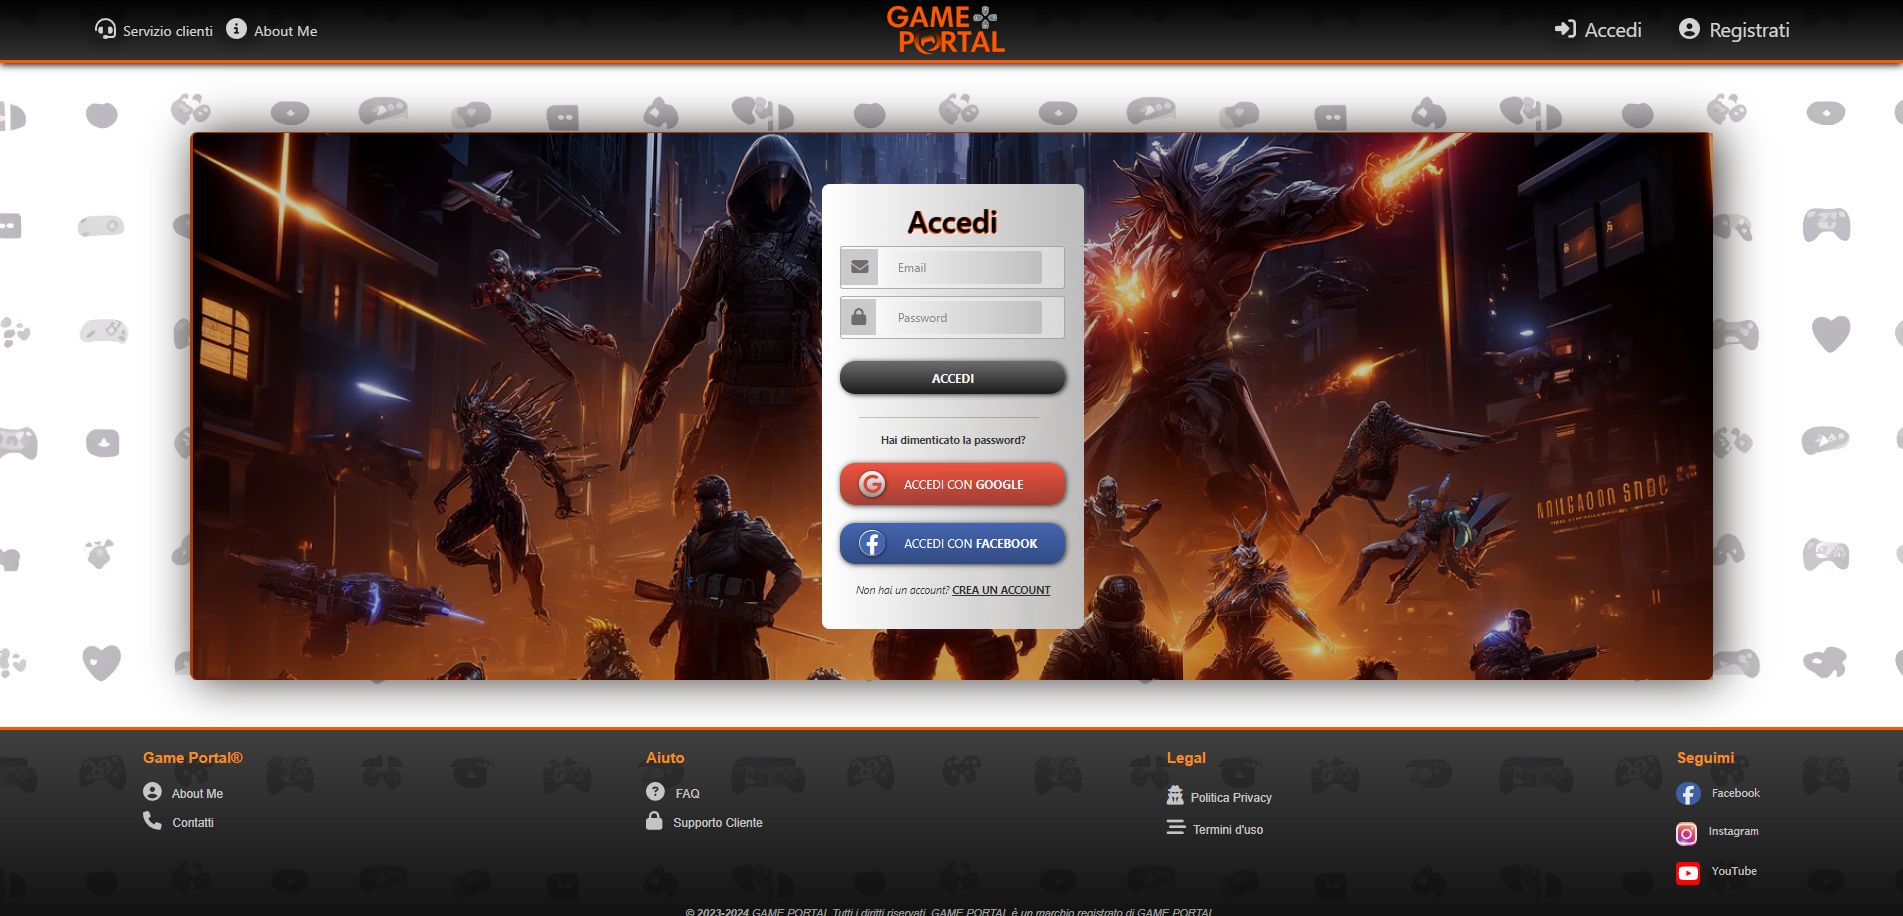 Servizio clienti
About Me
GAME
PORTAL
Accedi
Registrati
Accedi
Email
Password
ACCEDI
Hai dimenticato la password?
ACCEDI CON GOOGLE
ACCEDI CON FACEBOOK
Non hai un account? CREA UN ACCOUNT
Game Portal®
About Me
Contatti
Aiuto
FAQ
Supporto Cliente
Legal
Politica Privacy
Termini d'uso
Seguimi
Facebook
Instagram
YouTube
© 2023-2024 GAME PORTAL Tutti i diritti riservati. GAME PORTAL è un marchio registrato di GAME PORTAL